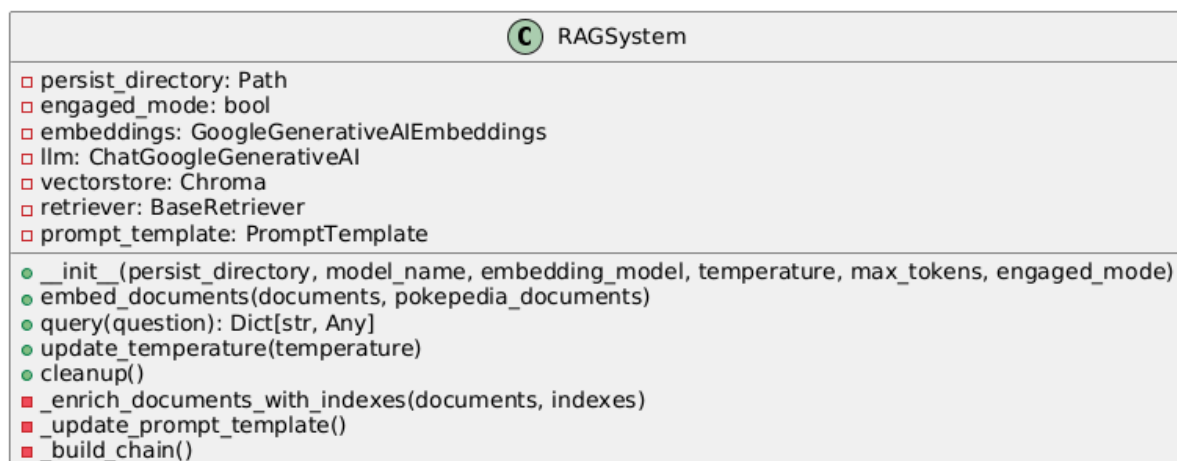 C RAGSystem
persist_directory: Path
engaged_mode: bool
embeddings: GoogleGenerativeAIEmbeddings
llm: ChatGoogleGenerativeAI
vectorstore: Chroma
retriever: BaseRetriever
prompt_template: PromptTemplate
__init__(persist_directory, model_name, embedding_model, temperature, max_tokens, engaged_mode)
embed_documents(documents, pokepedia_documents)
query(question): Dict[str, Any]
update_temperature(temperature)
cleanup()
_enrich_documents_with_indexes(documents, indexes)
_update_prompt_template()
_build_chain()